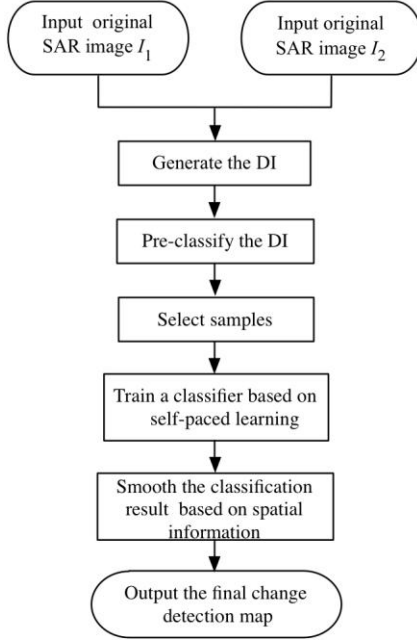 Input original
SAR image I1
Input original
SAR image I2
Generate the DI
Pre-classify the DI
Select samples
Train a classifier based on
self-paced learning
Smooth the classification
result based on spatial
information
Output the final change
detection map